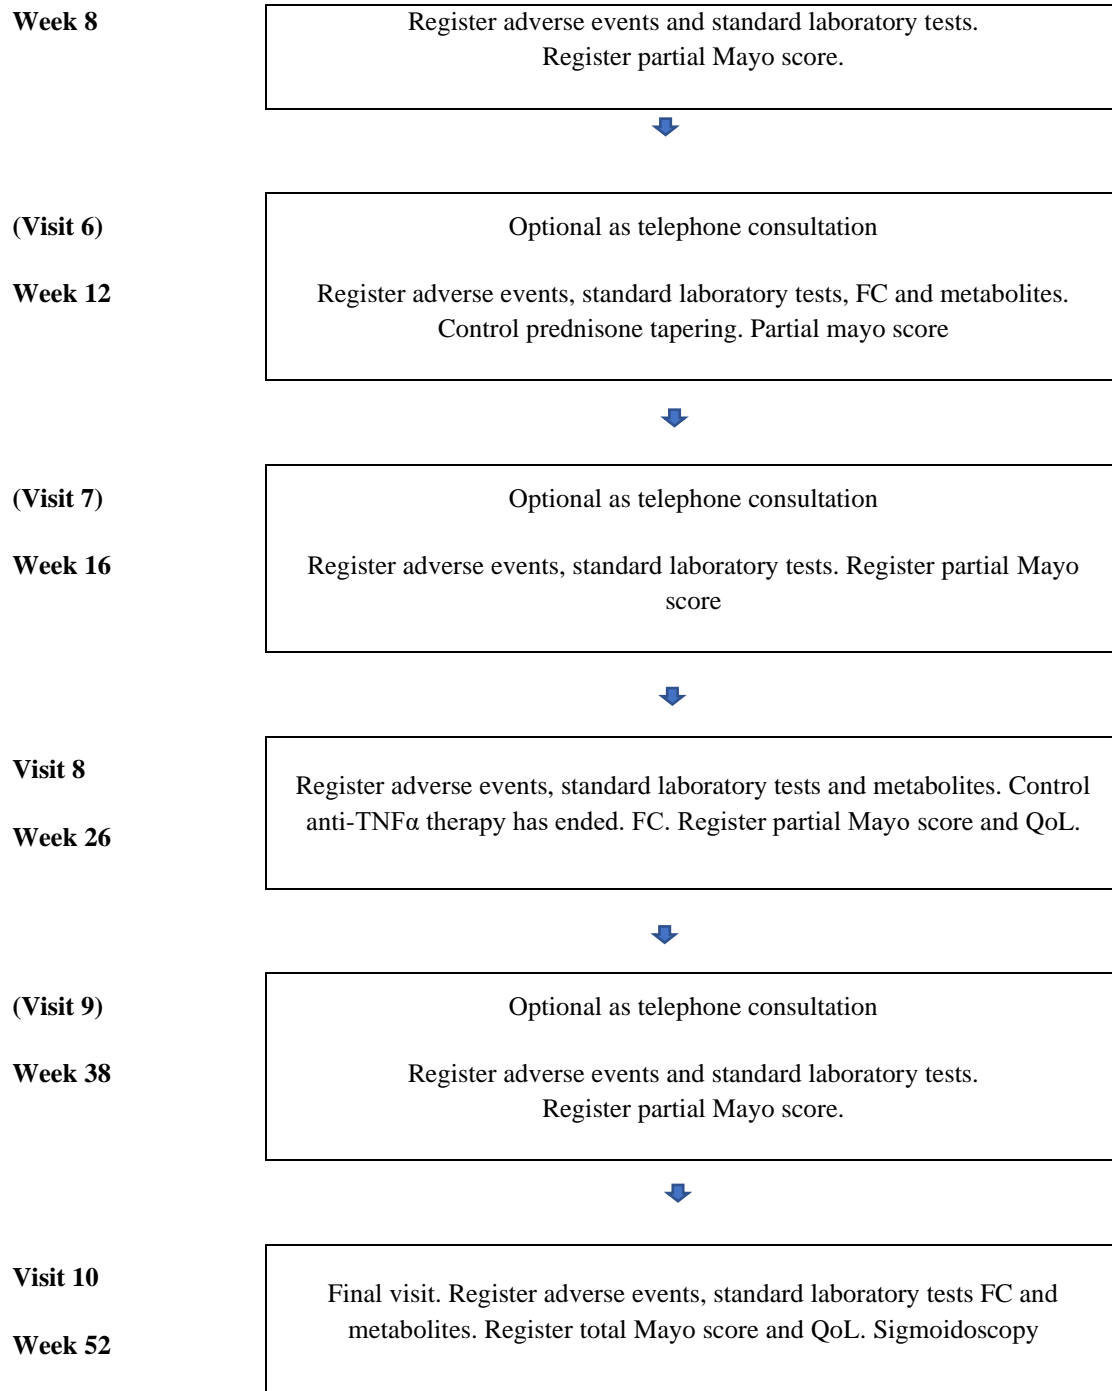 Week 8
Register adverse events and standard laboratory tests.
Register partial Mayo score.
(Visit 6)
Optional as telephone consultation
Week 12
Register adverse events, standard laboratory tests, FC and metabolites.
Control prednisone tapering. Partial mayo score
(Visit 7)
Optional as telephone consultation
Week 16
Register adverse events, standard laboratory tests. Register partial Mayo
score
Visit 8
Register adverse events, standard laboratory tests and metabolites. Control
anti-TNFα therapy has ended. FC. Register partial Mayo score and QoL.
Week 26
(Visit 9)
Optional as telephone consultation
Week 38
Register adverse events and standard laboratory tests.
Register partial Mayo score.
Visit 10
Final visit. Register adverse events, standard laboratory tests FC and
metabolites. Register total Mayo score and QoL. Sigmoidoscopy
Week 52